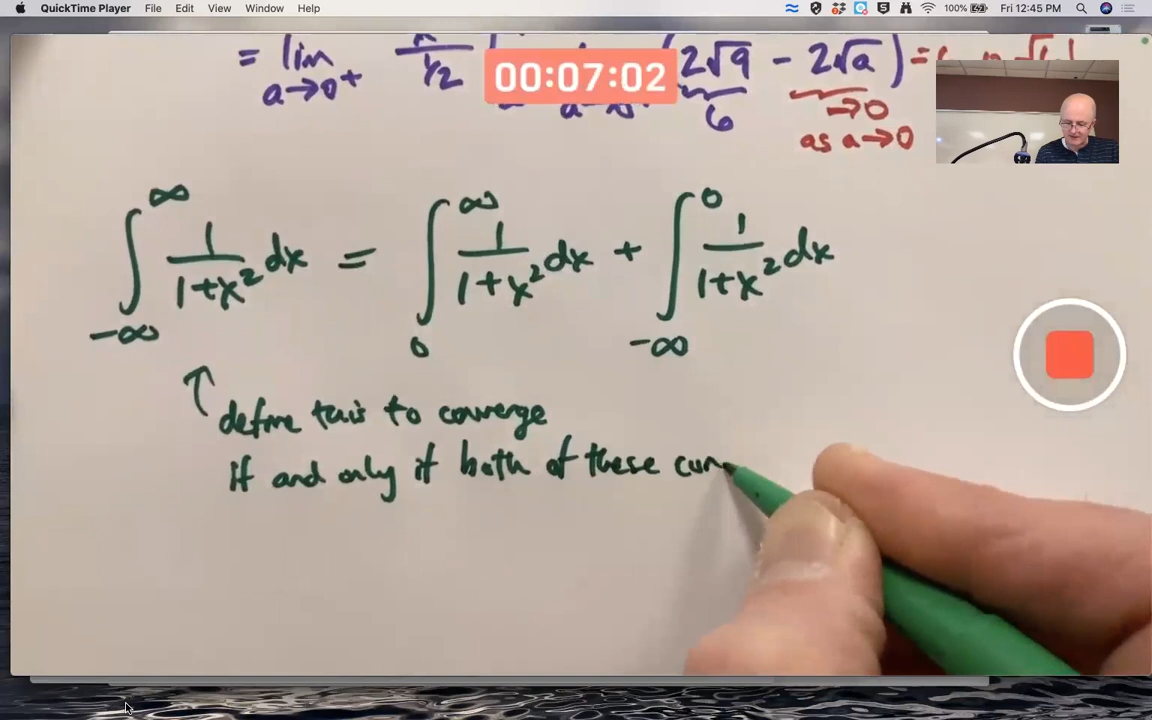 QuickTime Player File Edit View Window Help 100% Fri 12:45 PM
= lim a→0⁺ 1/2 (2√9 − 2√a) =
00:07:02
6 →0
as a→0
∫_{-∞}^{∞} 1/(1+x²) dx = ∫_{0}^{∞} 1/(1+x²) dx + ∫_{-∞}^{0} 1/(1+x²) dx
↑ define this to converge
if and only if both of these con